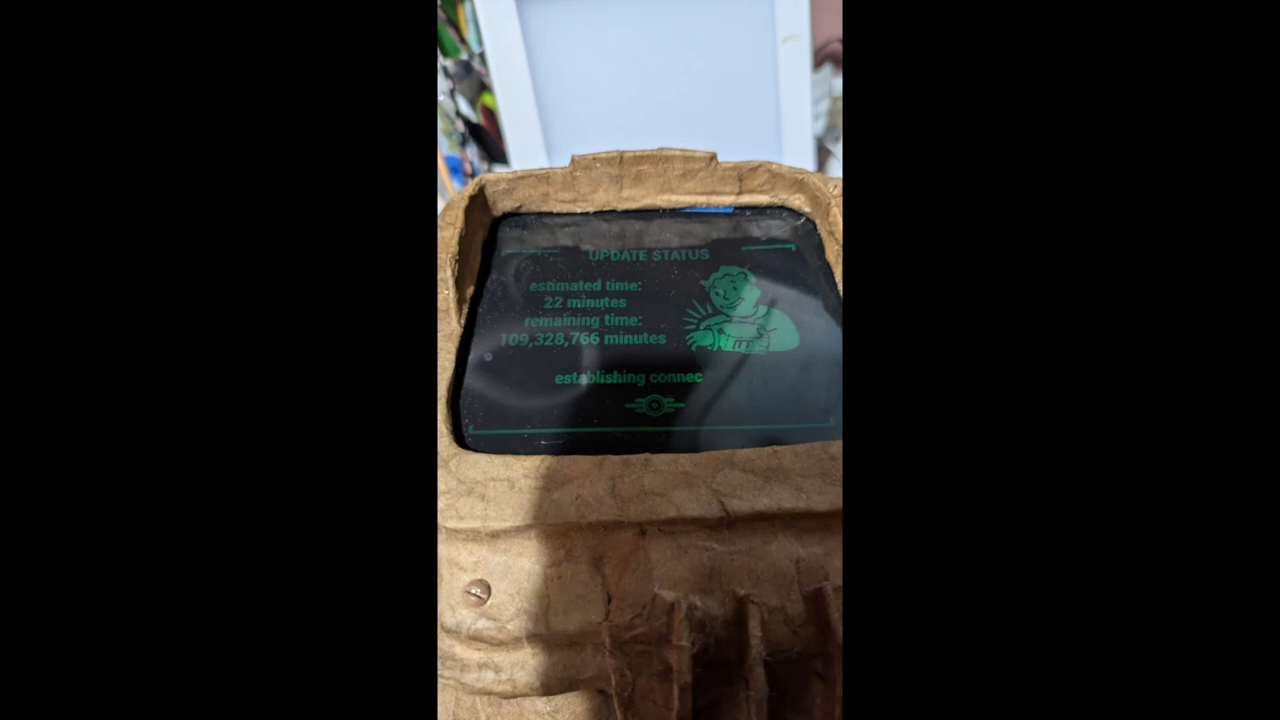 UPDATE STATUS
estimated time:
22 minutes
remaining time:
109,328,766 minutes
establishing connec